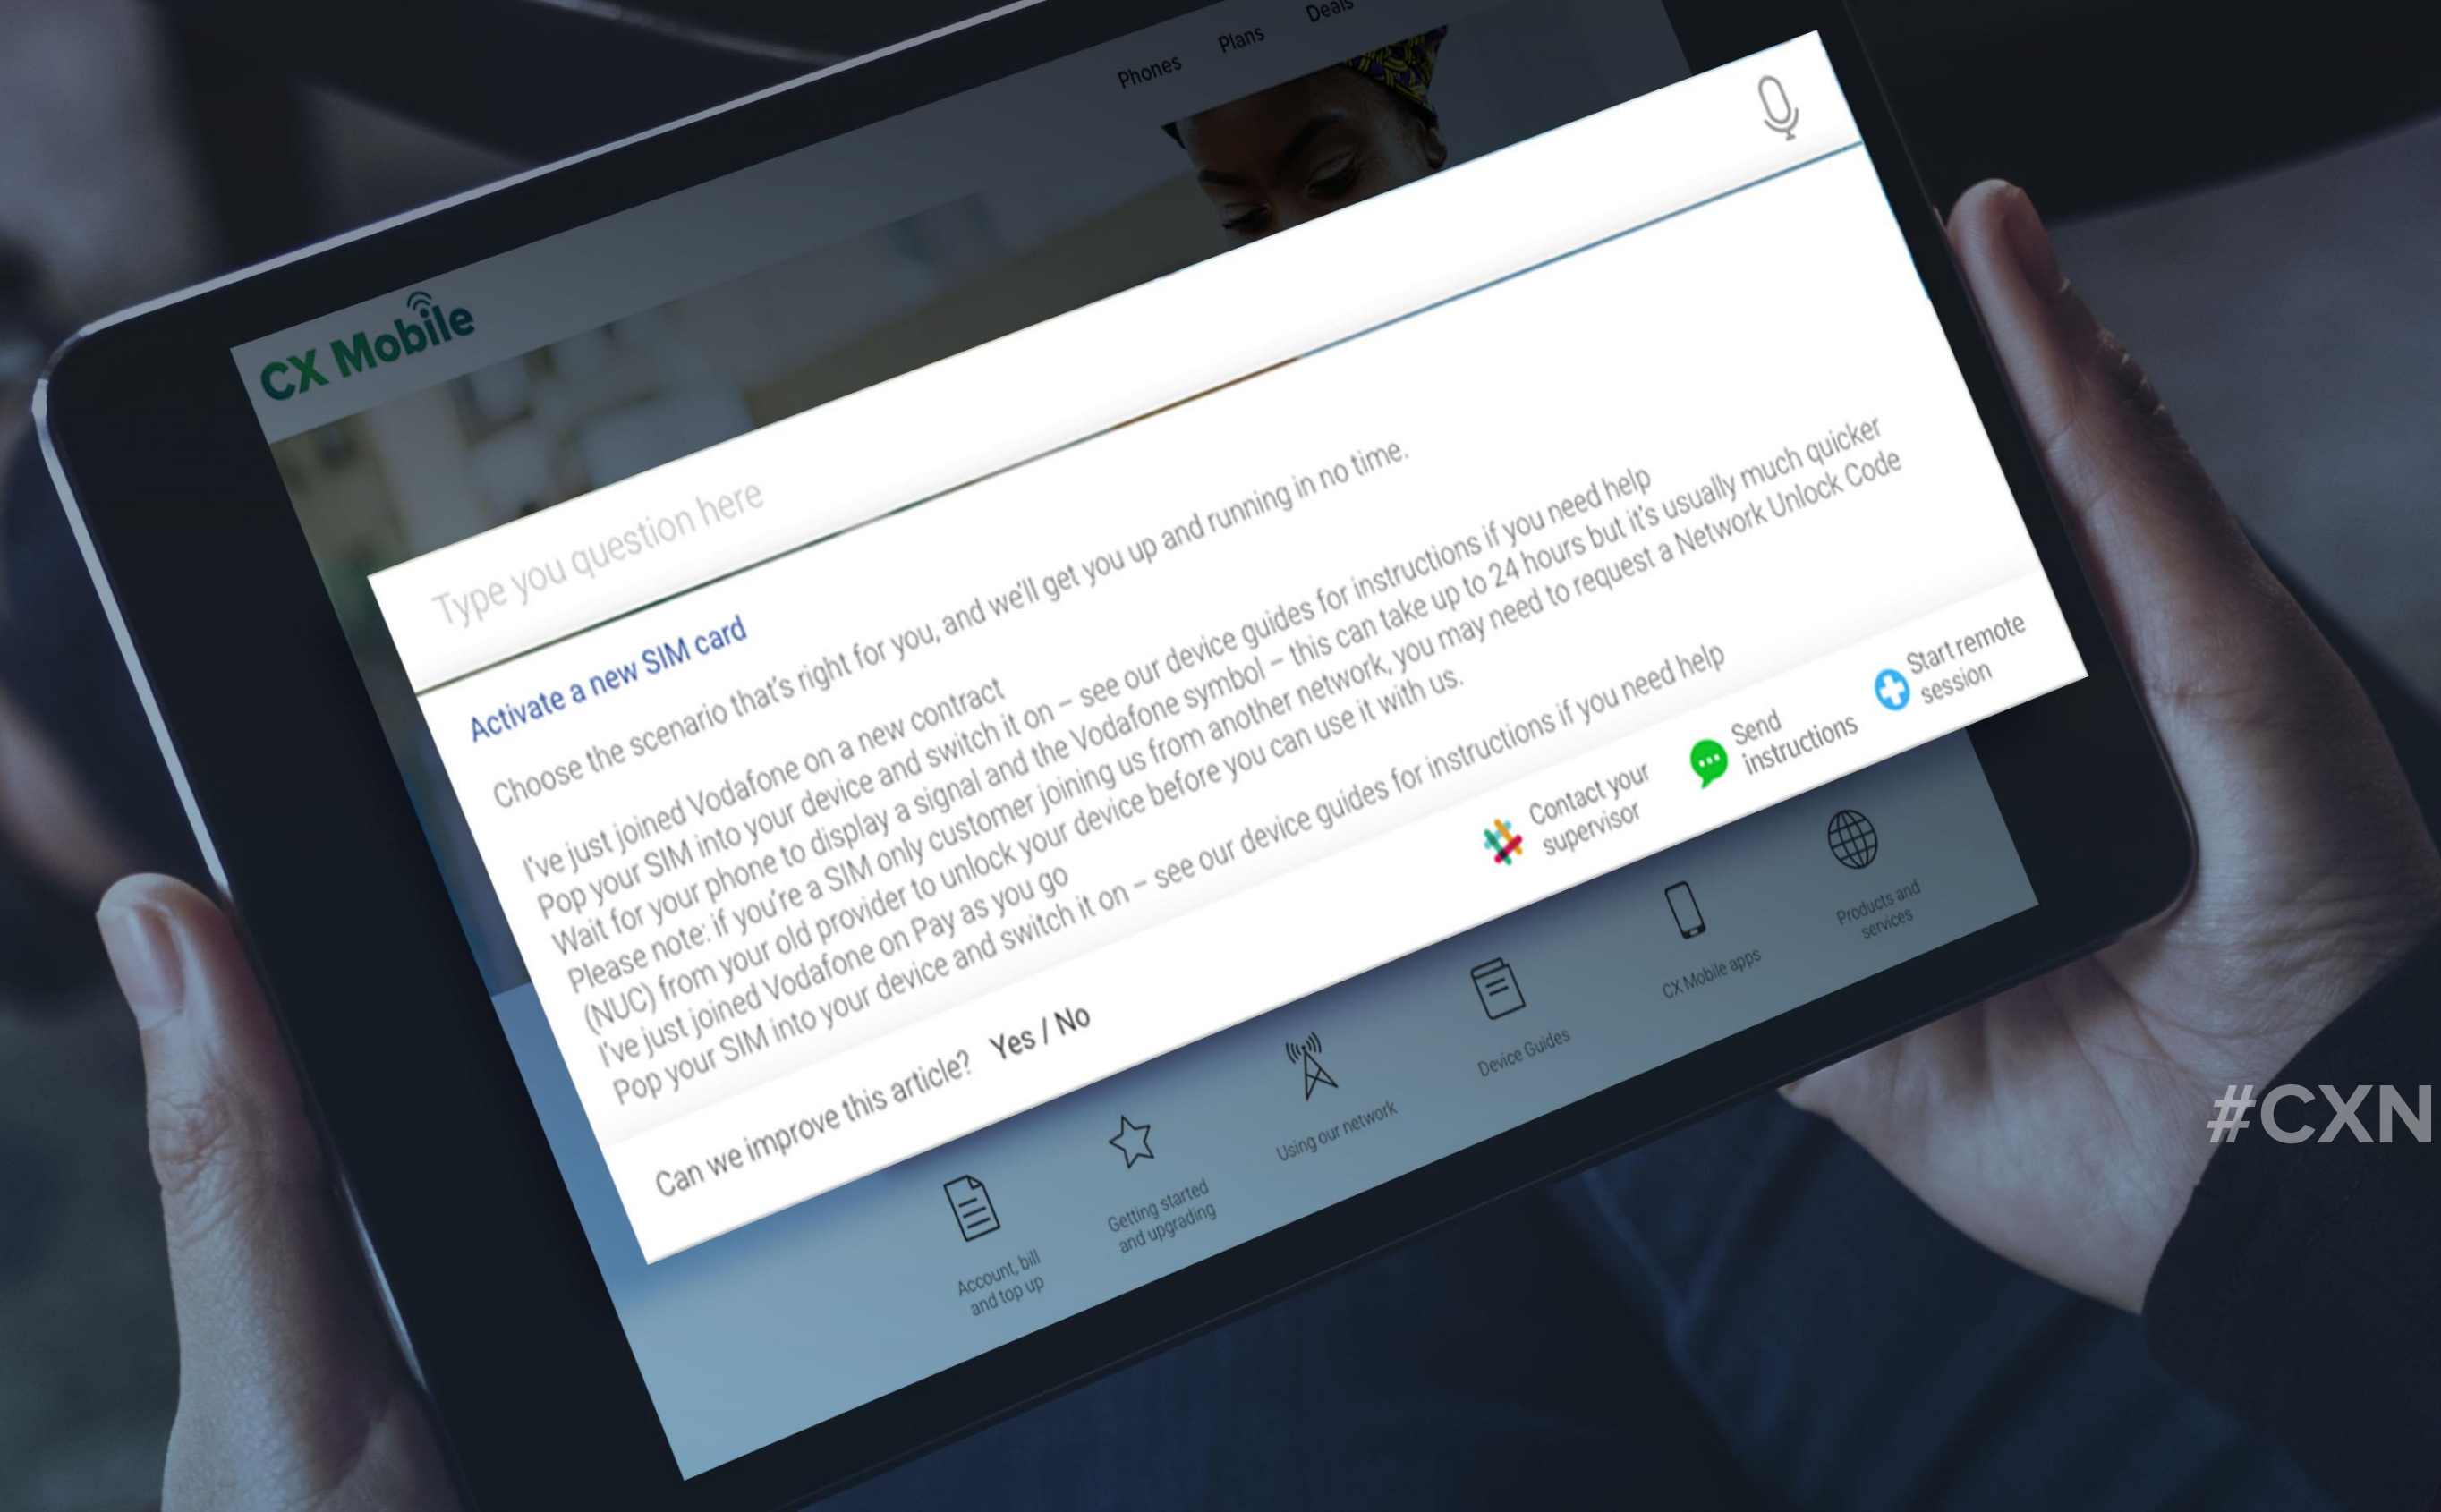 Phones Plans Deals
CX Mobile
Type you question here
Activate a new SIM card
Choose the scenario that's right for you, and we'll get you up and running in no time.
I've just joined Vodafone on a new contract
Pop your SIM into your device and switch it on – see our device guides for instructions if you need help
Wait for your phone to display a signal and the Vodafone symbol – this can take up to 24 hours but it's usually much quicker
Please note: if you're a SIM only customer joining us from another network, you may need to request a Network Unlock Code
(NUC) from your old provider to unlock your device before you can use it with us.
I've just joined Vodafone on Pay as you go
Pop your SIM into your device and switch it on – see our device guides for instructions if you need help
Can we improve this article? Yes / No
Contact your
supervisor
Send
instructions
Start remote
session
Account, bill
and top up
Getting started
and upgrading
Using our network
Device Guides
CX Mobile apps
Products and
services
#CXN